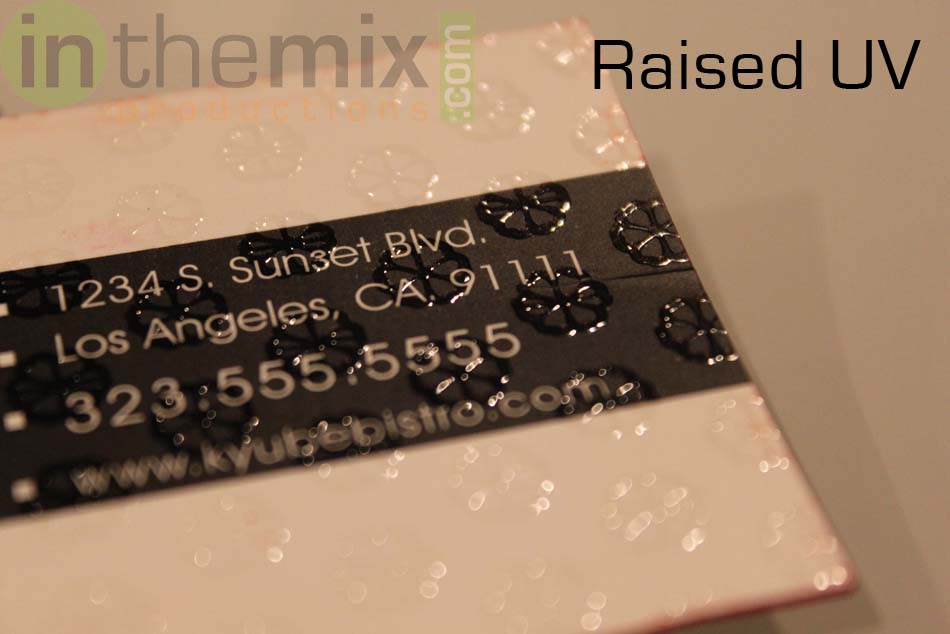 inthemix.com
productions
Raised UV
1234 S. Sunset Blvd.
Los Angeles, CA 91111
323.555.5555
www.kyubebistro.com